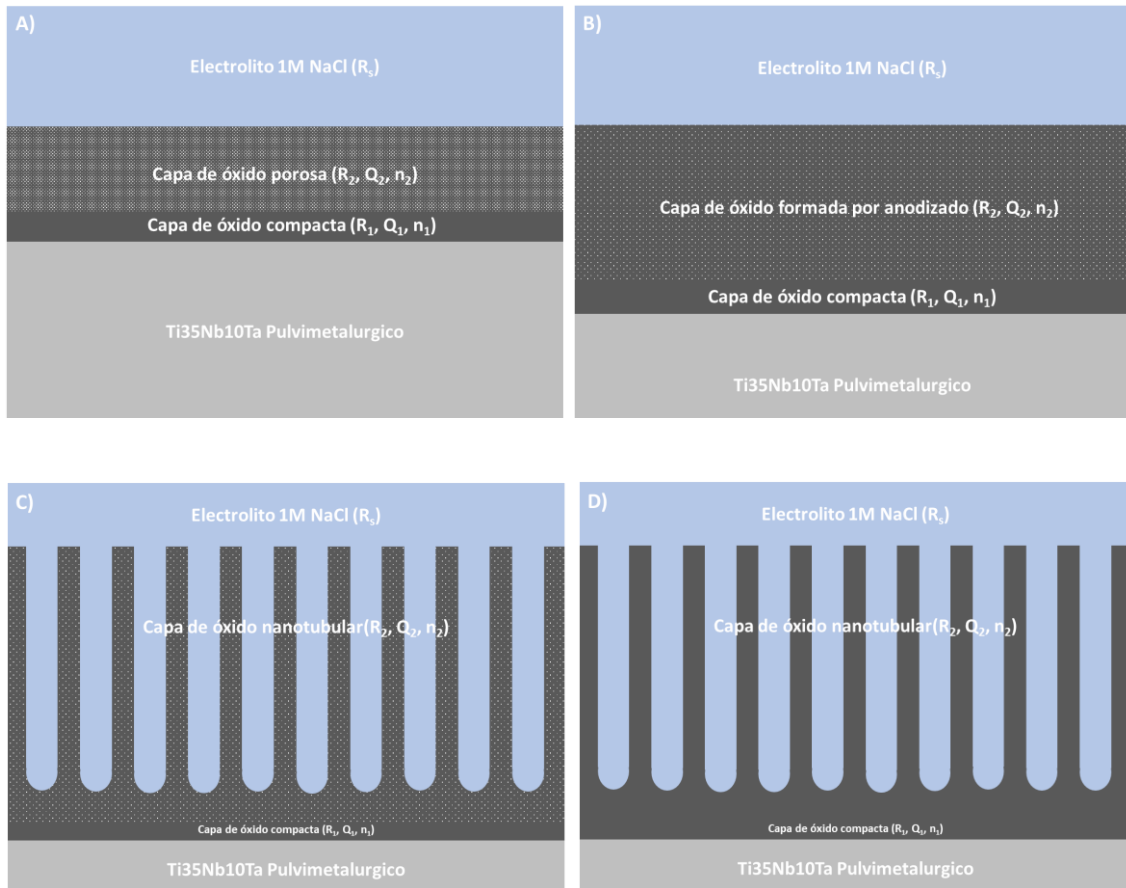 A)
Electrolito 1M NaCl (Rₛ)
Capa de óxido porosa (R₂, Q₂, n₂)
Capa de óxido compacta (R₁, Q₁, n₁)
Ti35Nb10Ta Pulvimetalurgico
B)
Electrolito 1M NaCl (Rₛ)
Capa de óxido formada por anodizado (R₂, Q₂, n₂)
Capa de óxido compacta (R₁, Q₁, n₁)
Ti35Nb10Ta Pulvimetalurgico
C)
Electrolito 1M NaCl (Rₛ)
Capa de óxido nanotubular(R₂, Q₂, n₂)
Capa de óxido compacta (R₁, Q₁, n₁)
Ti35Nb10Ta Pulvimetalurgico
D)
Electrolito 1M NaCl (Rₛ)
Capa de óxido nanotubular(R₂, Q₂, n₂)
Capa de óxido compacta (R₁, Q₁, n₁)
Ti35Nb10Ta Pulvimetalurgico